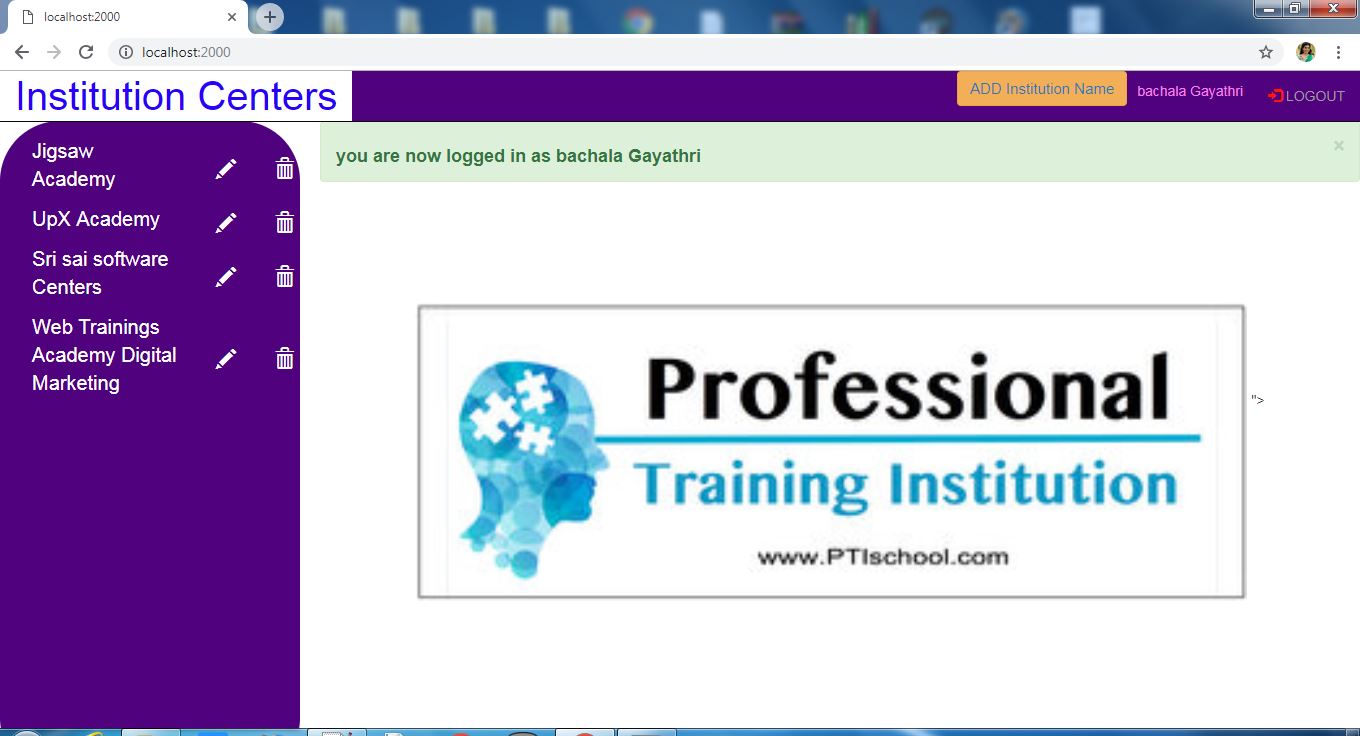 localhost:2000
localhost:2000
Institution Centers
ADD Institution Name
bachala Gayathri
LOGOUT
Jigsaw
Academy
UpX Academy
Sri sai software
Centers
Web Trainings
Academy Digital
Marketing
you are now logged in as bachala Gayathri
×
Professional
Training Institution
www.PTIschool.com
">